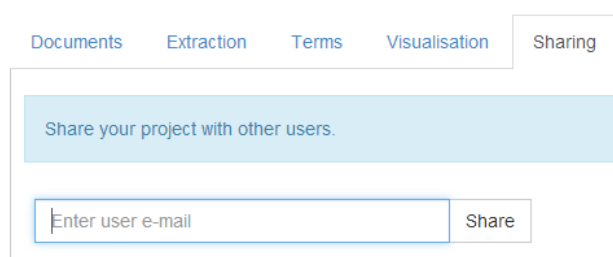 Documents Extraction Terms Visualisation Sharing
Share your project with other users.
Enter user e-mail Share